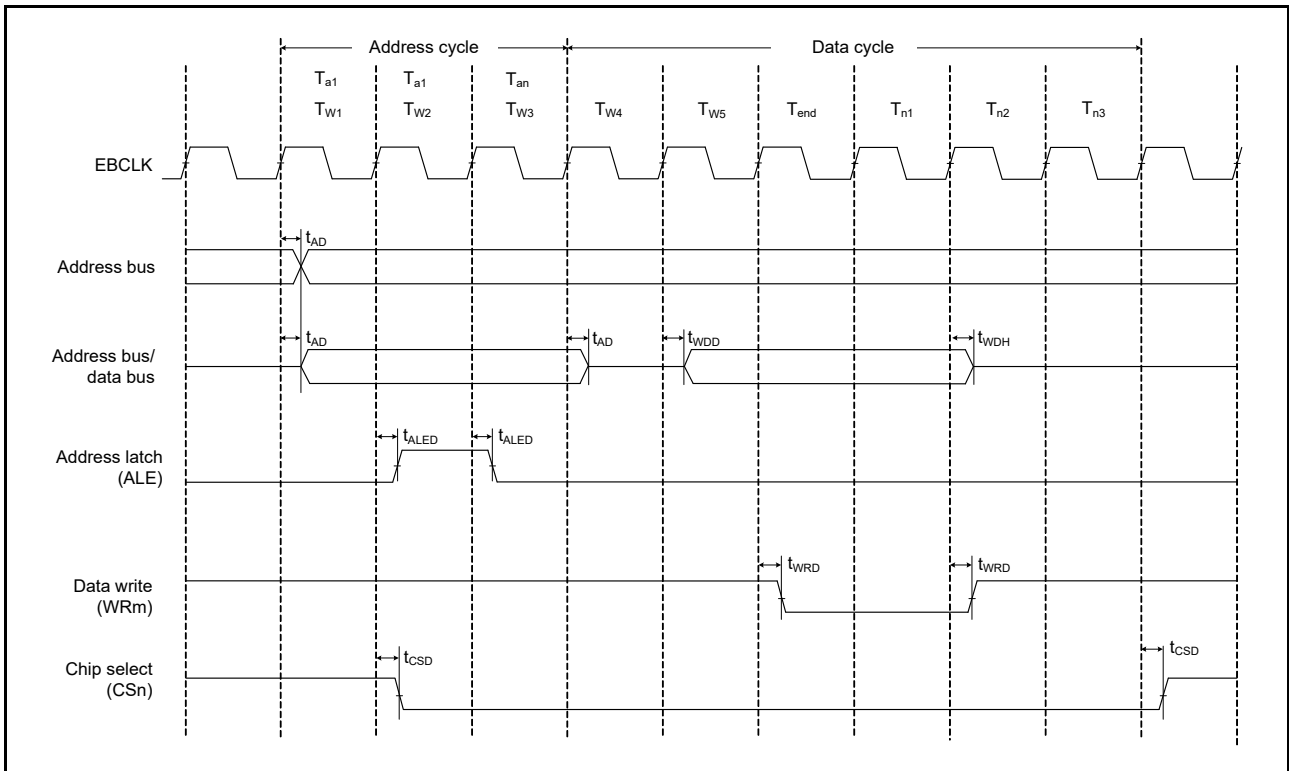 Address cycle Data cycle
Ta1 Ta1 Tan
TW1 TW2 TW3 TW4 TW5 Tend Tn1 Tn2 Tn3
EBCLK
tAD
Address bus
tAD tAD tWDD tWDH
Address bus/
data bus
tALED tALED
Address latch
(ALE)
tWRD tWRD
Data write
(WRm)
tCSD tCSD
Chip select
(CSn)